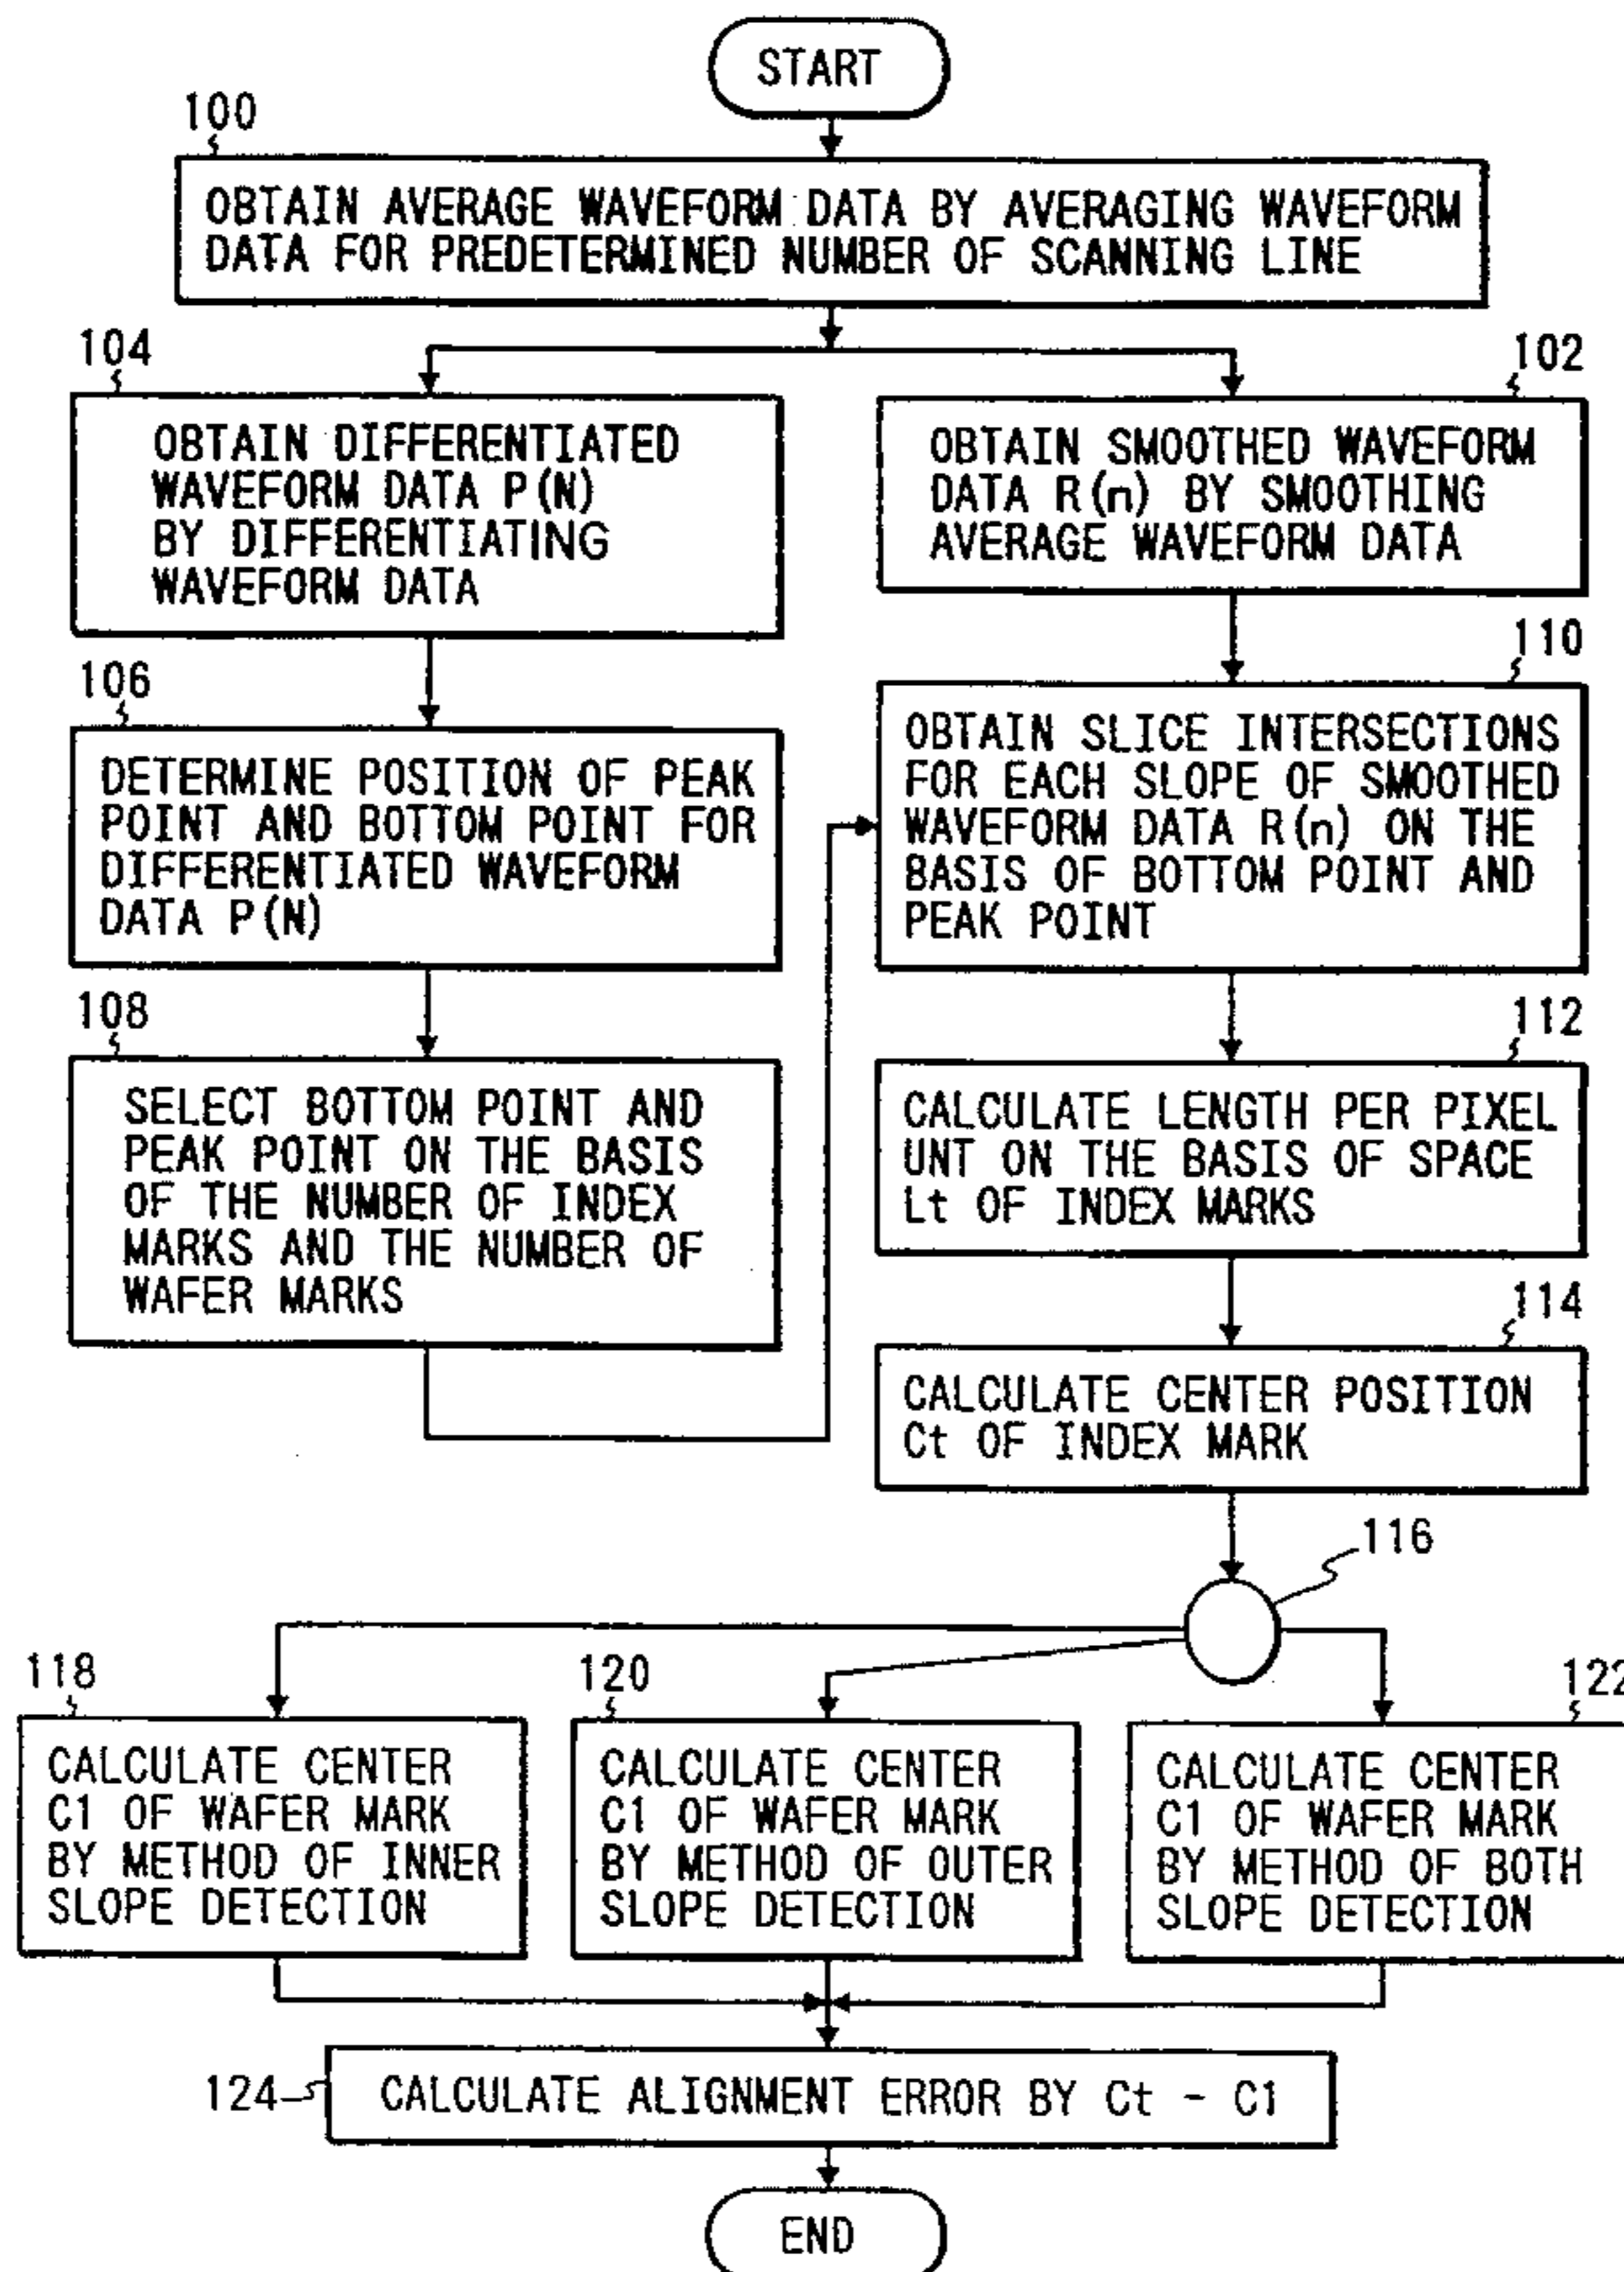 START
100
OBTAIN AVERAGE WAVEFORM DATA BY AVERAGING WAVEFORM
DATA FOR PREDETERMINED NUMBER OF SCANNING LINE
104
OBTAIN DIFFERENTIATED
WAVEFORM DATA P(N)
BY DIFFERENTIATING
WAVEFORM DATA
102
OBTAIN SMOOTHED WAVEFORM
DATA R(n) BY SMOOTHING
AVERAGE WAVEFORM DATA
106
DETERMINE POSITION OF PEAK
POINT AND BOTTOM POINT FOR
DIFFERENTIATED WAVEFORM
DATA P(N)
108
SELECT BOTTOM POINT AND
PEAK POINT ON THE BASIS
OF THE NUMBER OF INDEX
MARKS AND THE NUMBER OF
WAFER MARKS
110
OBTAIN SLICE INTERSECTIONS
FOR EACH SLOPE OF SMOOTHED
WAVEFORM DATA R(n) ON THE
BASIS OF BOTTOM POINT AND
PEAK POINT
112
CALCULATE LENGTH PER PIXEL
UNT ON THE BASIS OF SPACE
Lt OF INDEX MARKS
114
CALCULATE CENTER POSITION
Ct OF INDEX MARK
116
118
CALCULATE CENTER
C1 OF WAFER MARK
BY METHOD OF INNER
SLOPE DETECTION
120
CALCULATE CENTER
C1 OF WAFER MARK
BY METHOD OF OUTER
SLOPE DETECTION
122
CALCULATE CENTER
C1 OF WAFER MARK
BY METHOD OF BOTH
SLOPE DETECTION
124
CALCULATE ALIGNMENT ERROR BY Ct - C1
END